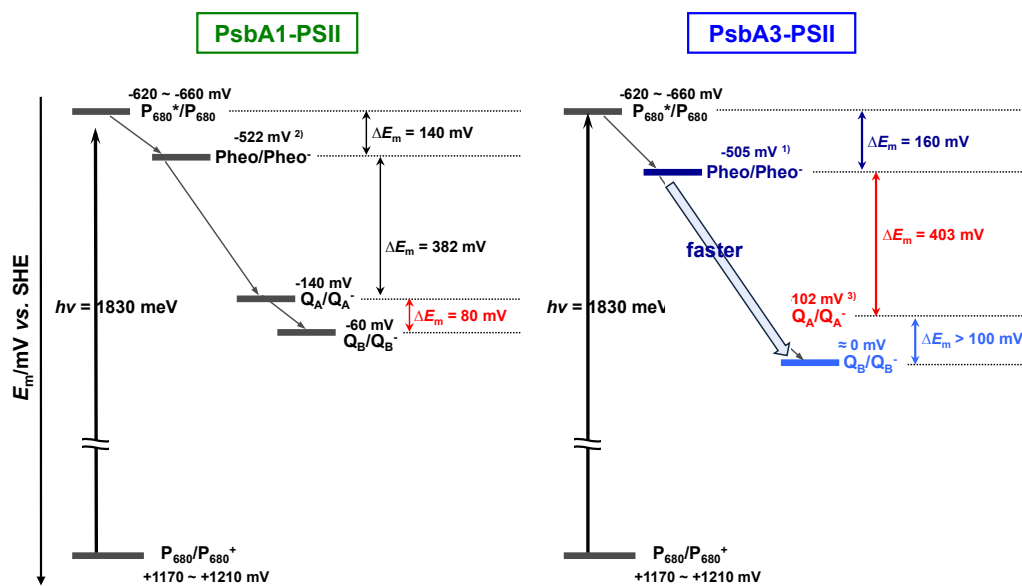 PsbA1-PSII
-620 ~ -660 mV
P680*/P680
-522 mV 2)
Pheo/Pheo-
ΔEm = 140 mV
ΔEm = 382 mV
-140 mV
QA/QA-
ΔEm = 80 mV
-60 mV
QB/QB-
hv = 1830 meV
Em/mV vs. SHE
P680/P680+
+1170 ~ +1210 mV
PsbA3-PSII
-620 ~ -660 mV
P680*/P680
-505 mV 1)
Pheo/Pheo-
ΔEm = 160 mV
faster
ΔEm = 403 mV
hv = 1830 meV
102 mV 3)
QA/QA-
≈ 0 mV
QB/QB-
ΔEm > 100 mV
P680/P680+
+1170 ~ +1210 mV